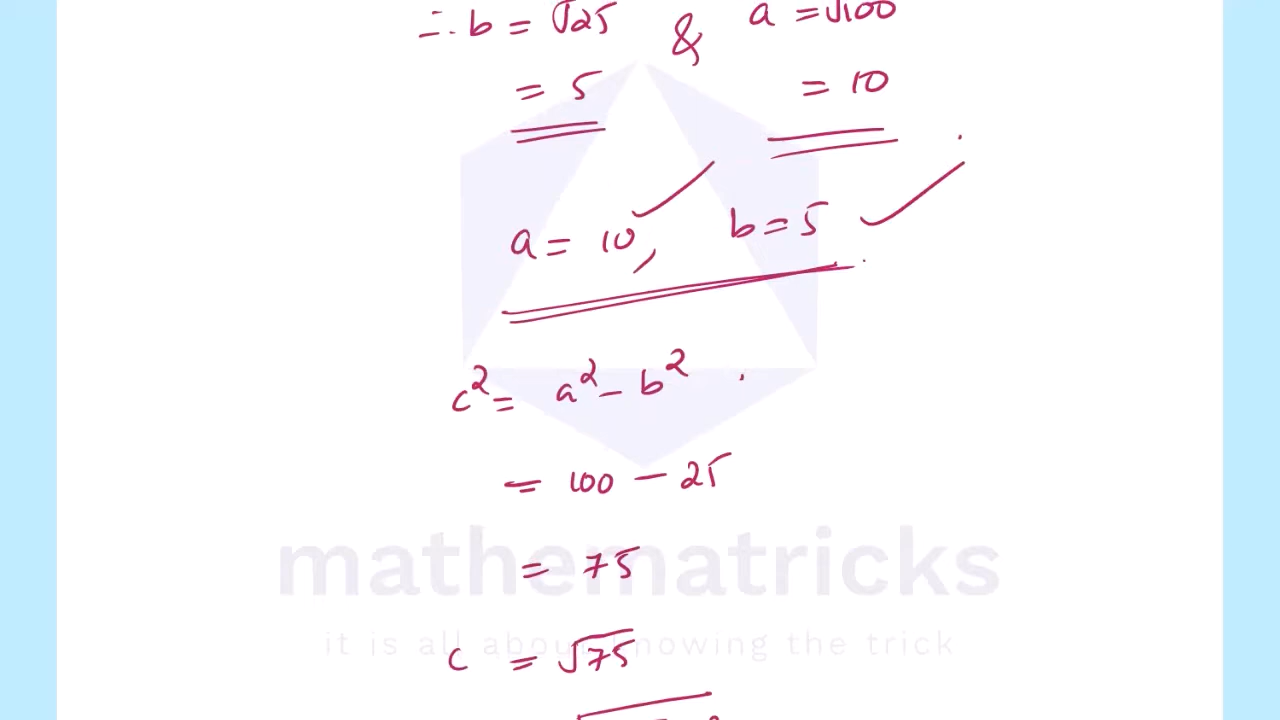 ∴ b = √25 & a = √100
= 5 = 10
a = 10, b = 5
c² = a² - b²
= 100 - 25
mathematricks
= 75
it is all about knowing the trick
c = √75